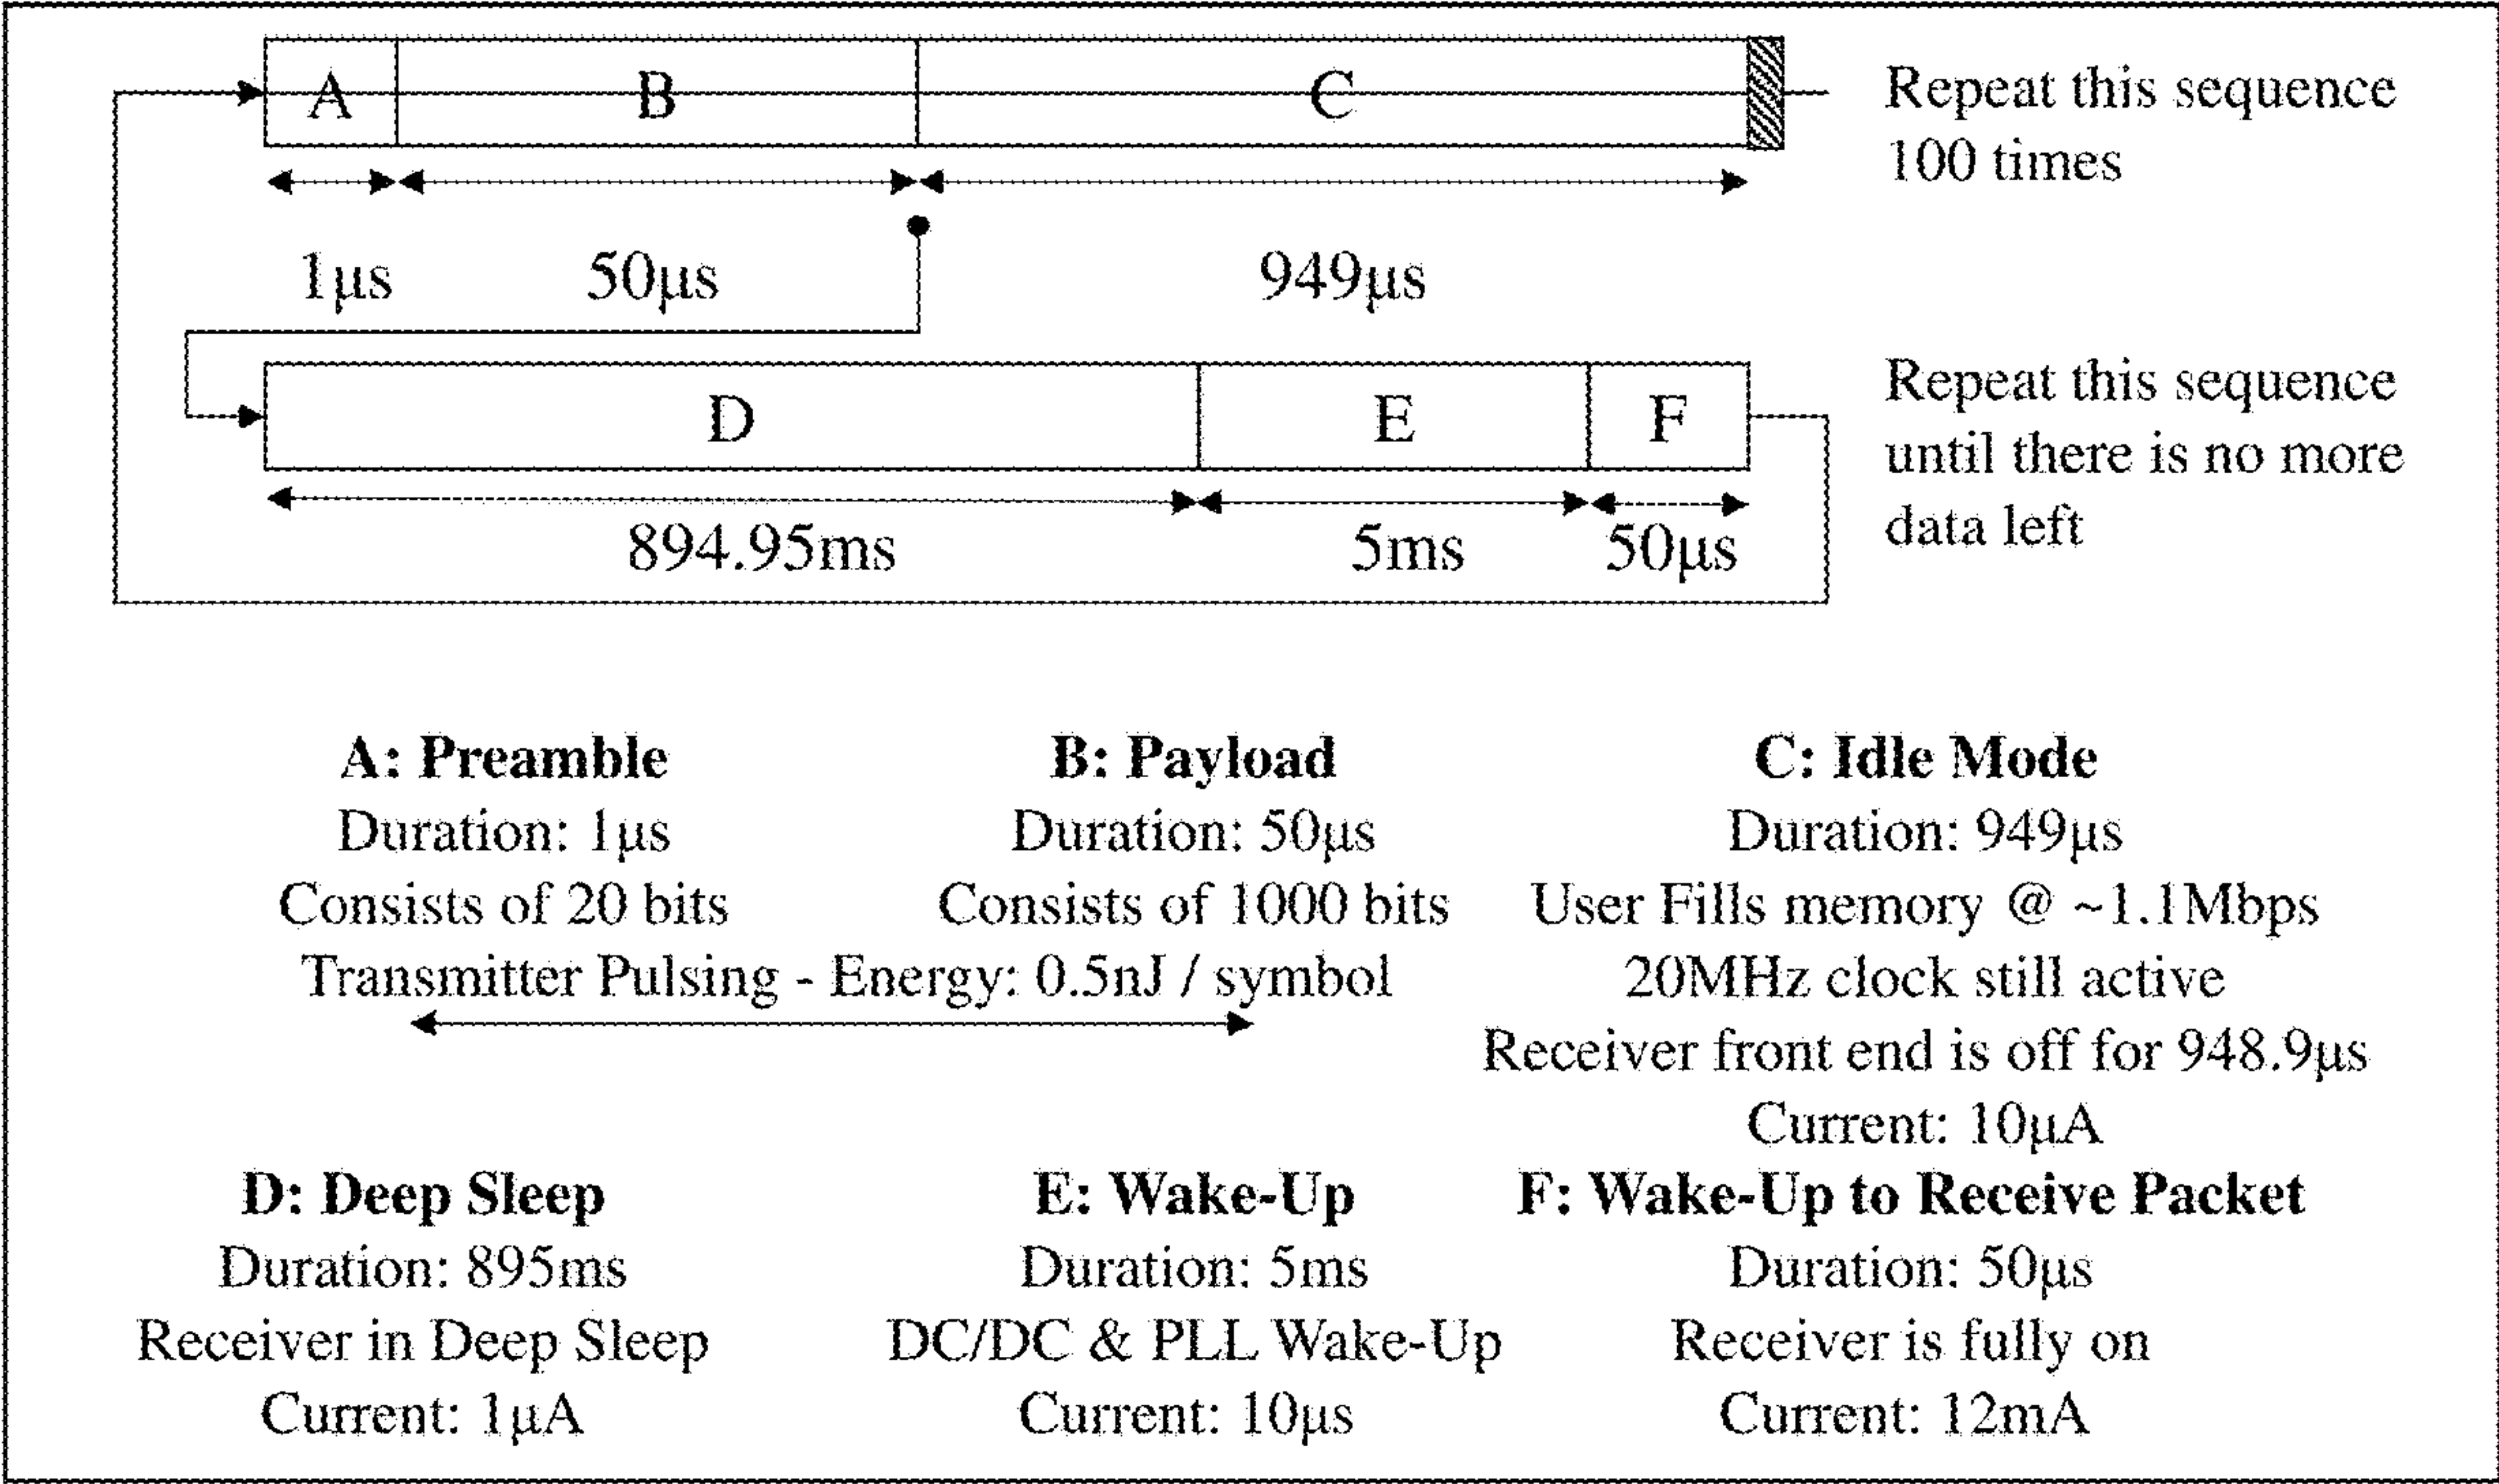 A B C
Repeat this sequence
100 times
1µs 50µs 949µs
D E F
Repeat this sequence
until there is no more
data left
894.95ms 5ms 50µs
A: Preamble
Duration: 1µs
Consists of 20 bits
B: Payload
Duration: 50µs
Consists of 1000 bits
Transmitter Pulsing - Energy: 0.5nJ / symbol
C: Idle Mode
Duration: 949µs
User Fills memory @ ~1.1Mbps
20MHz clock still active
Receiver front end is off for 948.9µs
Current: 10µA
D: Deep Sleep
Duration: 895ms
Receiver in Deep Sleep
Current: 1µA
E: Wake-Up
Duration: 5ms
DC/DC & PLL Wake-Up
Current: 10µs
F: Wake-Up to Receive Packet
Duration: 50µs
Receiver is fully on
Current: 12mA